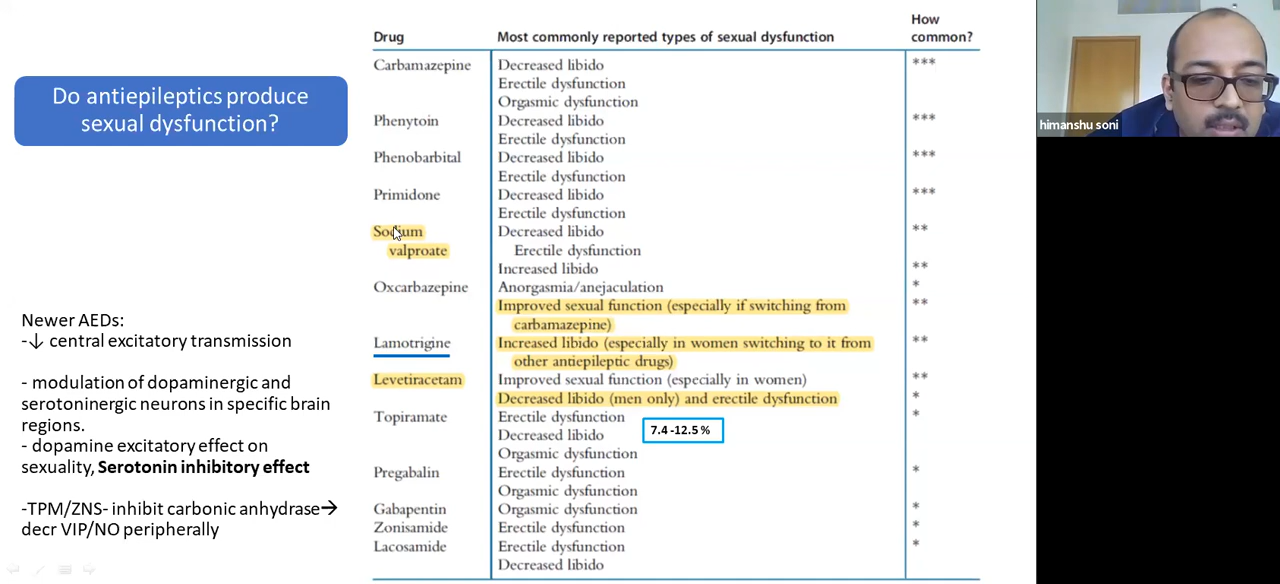 Do antiepileptics produce
sexual dysfunction?
Newer AEDs:
-↓ central excitatory transmission
- modulation of dopaminergic and
serotoninergic neurons in specific brain
regions.
- dopamine excitatory effect on
sexuality, Serotonin inhibitory effect
-TPM/ZNS- inhibit carbonic anhydrase→
decr VIP/NO peripherally
How
Drug Most commonly reported types of sexual dysfunction common?
Carbamazepine Decreased libido ***
Erectile dysfunction
Orgasmic dysfunction
Phenytoin Decreased libido ***
Erectile dysfunction
Phenobarbital Decreased libido ***
Erectile dysfunction
Primidone Decreased libido ***
Erectile dysfunction
Sodium Decreased libido **
valproate Erectile dysfunction
Increased libido **
Oxcarbazepine Anorgasmia/anejaculation *
Improved sexual function (especially if switching from **
carbamazepine)
Lamotrigine Increased libido (especially in women switching to it from **
other antiepileptic drugs)
Levetiracetam Improved sexual function (especially in women) **
Decreased libido (men only) and erectile dysfunction *
Topiramate Erectile dysfunction *
Decreased libido 7.4 -12.5 %
Orgasmic dysfunction
Pregabalin Erectile dysfunction *
Orgasmic dysfunction
Gabapentin Orgasmic dysfunction *
Zonisamide Erectile dysfunction *
Lacosamide Erectile dysfunction *
Decreased libido
himanshu soni